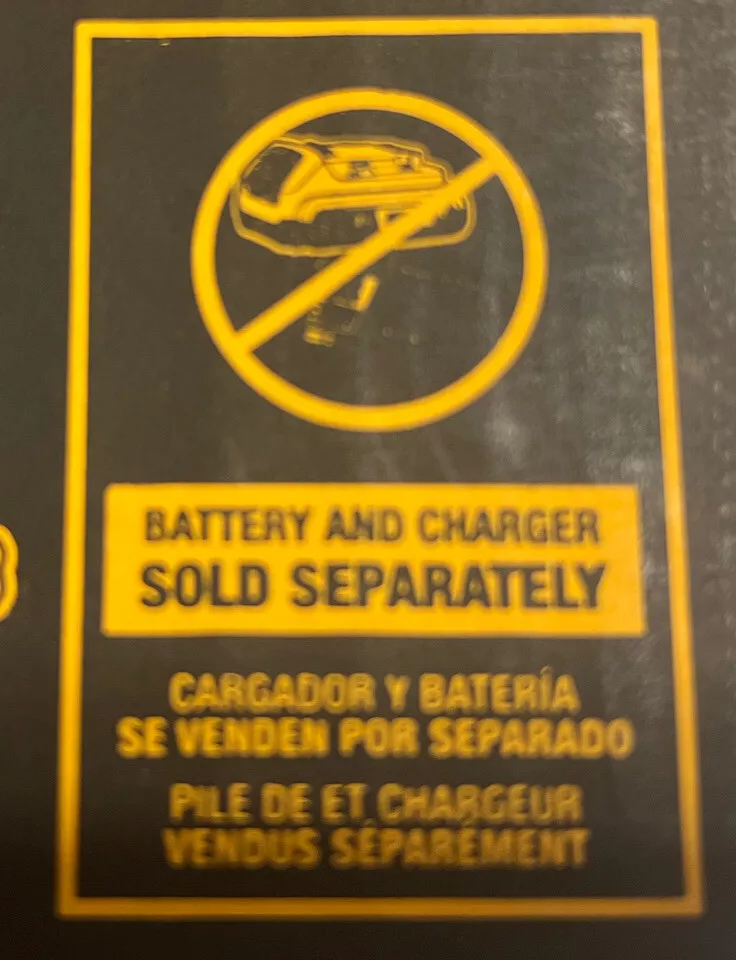 BATTERY AND CHARGER
SOLD SEPARATELY
CARGADOR Y BATERÍA
SE VENDEN POR SEPARADO
PILE DE ET CHARGEUR
VENDUS SÉPARÉMENT